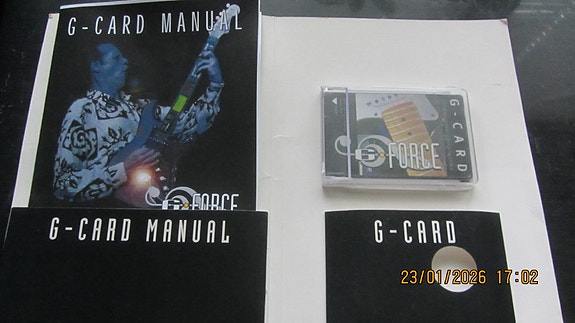 G-CARD MANUAL
G-FORCE
G-CARD MANUAL
G-CARD
G-FORCE
G-CARD
23/01/2026 17:02